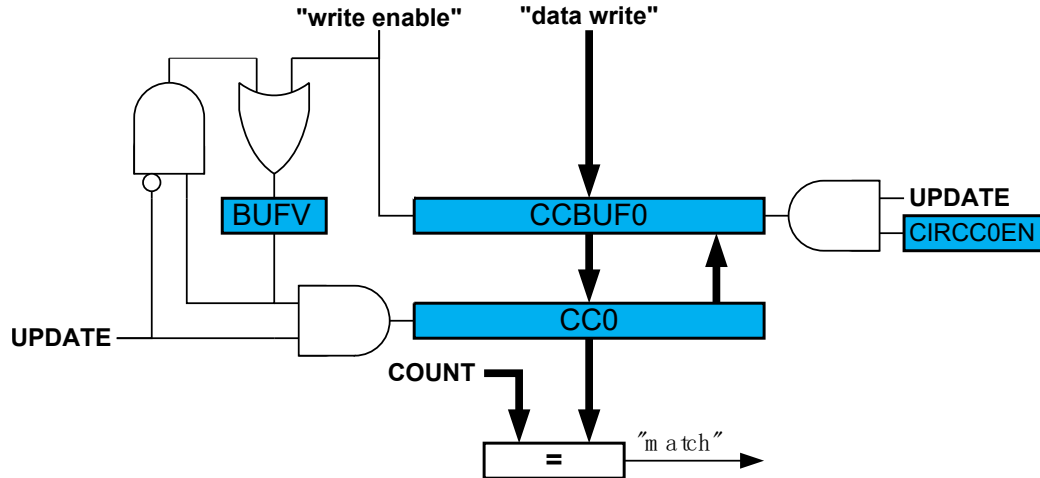 "write enable"
"data write"
BUFV
CCBUF0
UPDATE
CIRCC0EN
UPDATE
CC0
COUNT
=
"match"